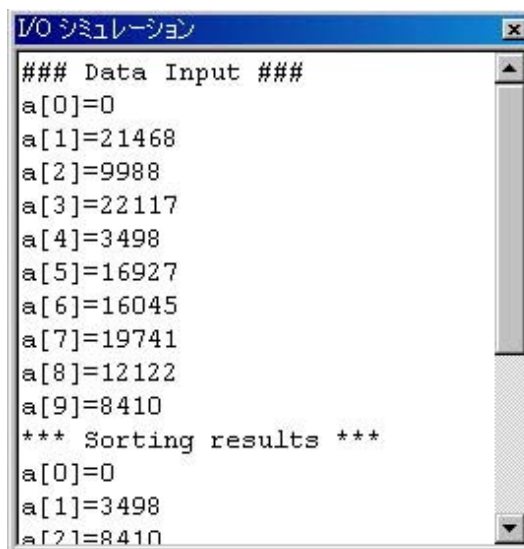 I/O シミュレーション
### Data Input ###
a[0]=0
a[1]=21468
a[2]=9988
a[3]=22117
a[4]=3498
a[5]=16927
a[6]=16045
a[7]=19741
a[8]=12122
a[9]=8410
*** Sorting results ***
a[0]=0
a[1]=3498
a[2]=8410